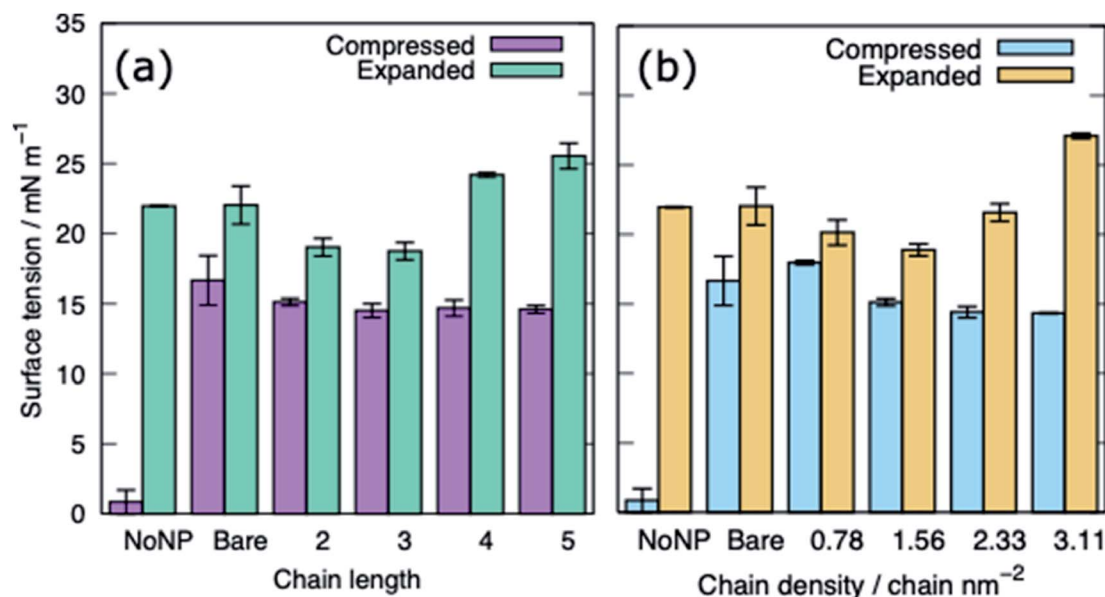 (a)
Compressed
Expanded
Surface tension / mN m⁻¹
35
30
25
20
15
10
5
0
NoNP Bare 2 3 4 5
Chain length
(b)
Compressed
Expanded
NoNP Bare 0.78 1.56 2.33 3.11
Chain density / chain nm⁻²